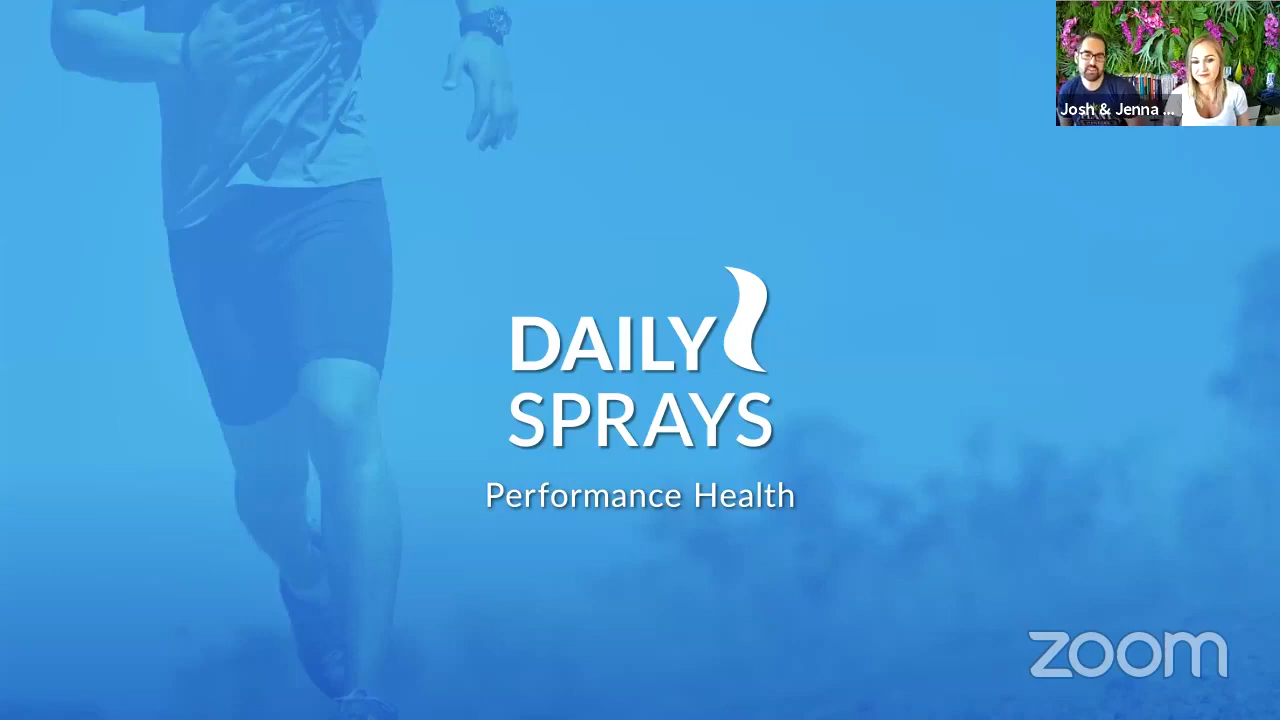 Josh & Jenna ...
DAILY
SPRAYS
Performance Health
zoom